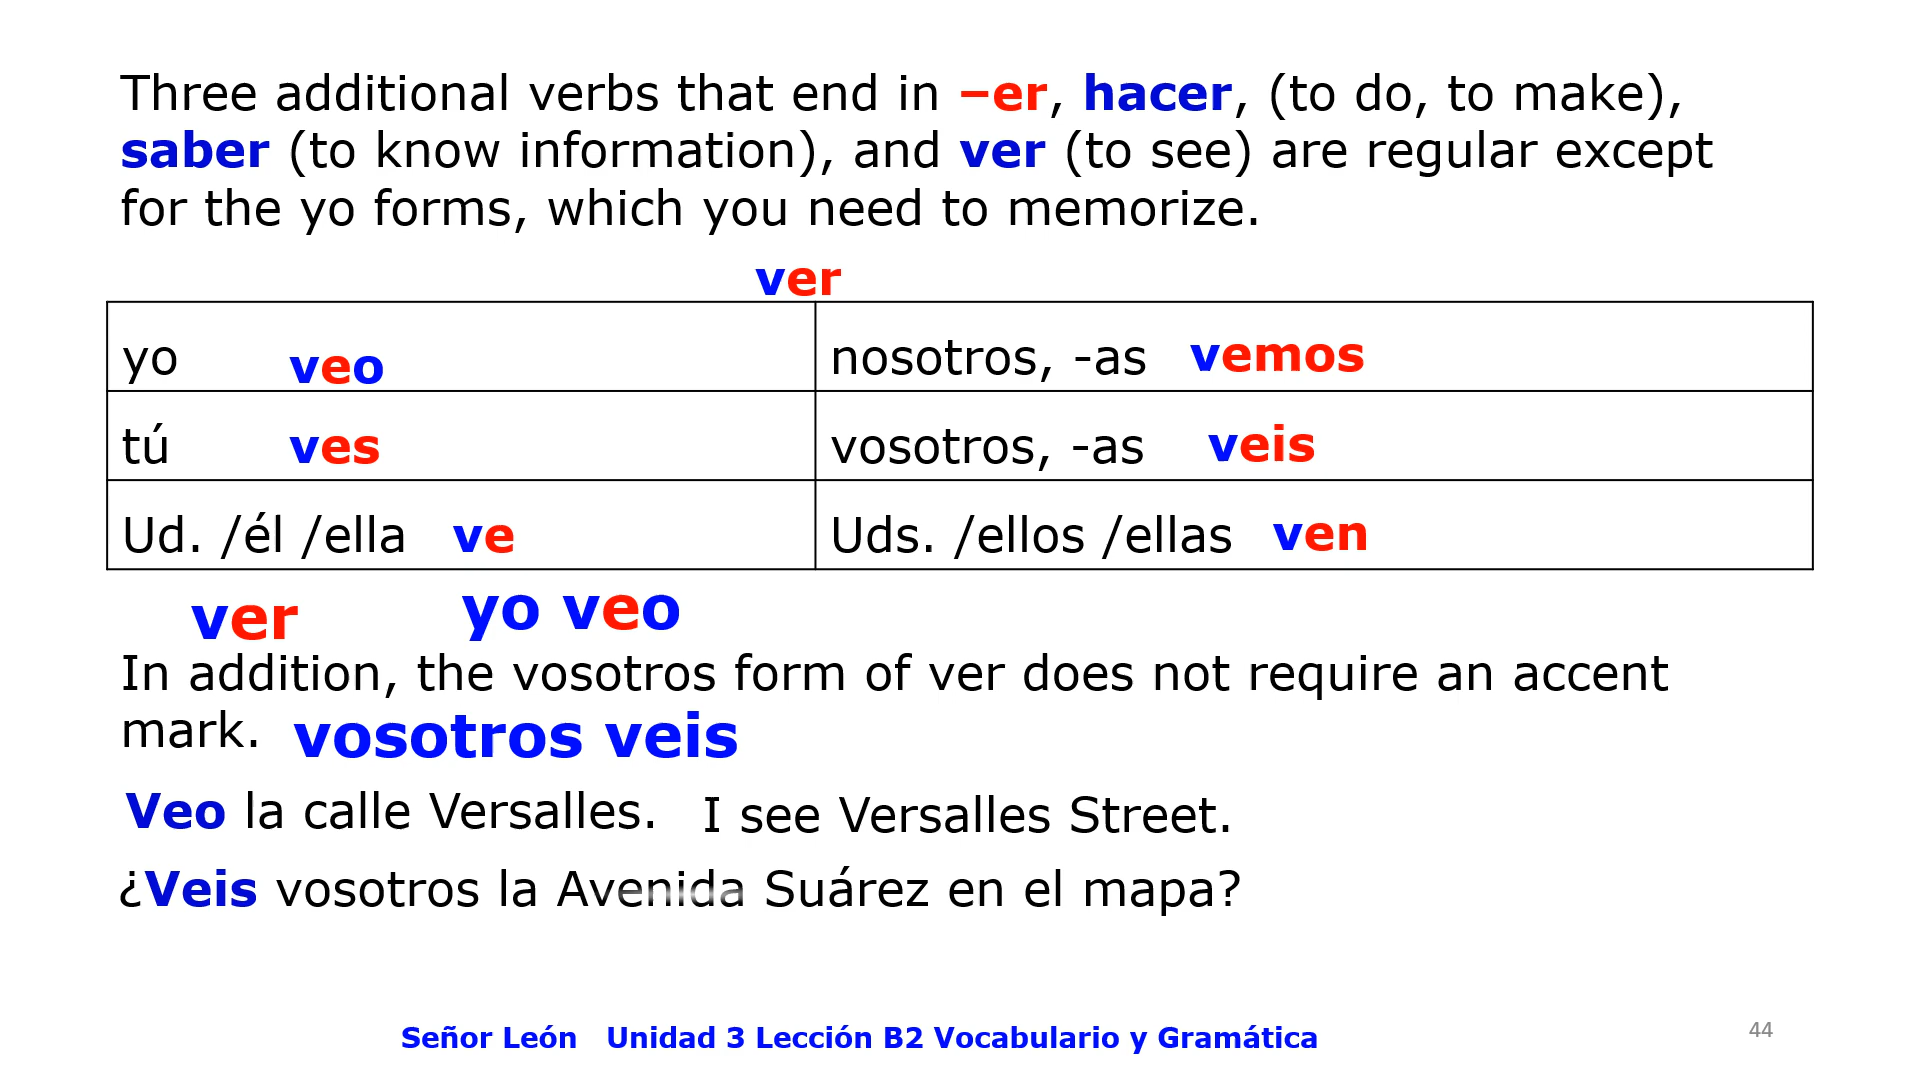 Three additional verbs that end in –er, hacer, (to do, to make),
saber (to know information), and ver (to see) are regular except
for the yo forms, which you need to memorize.
ver
yo veo nosotros, -as vemos
tú ves vosotros, -as veis
Ud. /él /ella ve Uds. /ellos /ellas ven
ver yo veo
In addition, the vosotros form of ver does not require an accent
mark. vosotros veis
Veo la calle Versalles. I see Versalles Street.
¿Veis vosotros la Avenida Suárez en el mapa?
Señor León Unidad 3 Lección B2 Vocabulario y Gramática
44